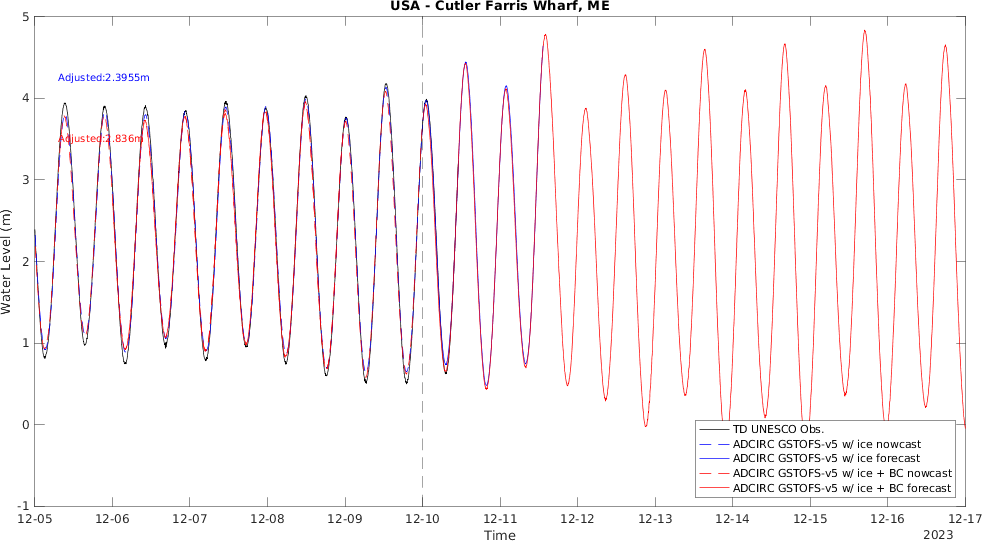 USA - Cutler Farris Wharf, ME
5
4
3
2
1
0
-1
Water Level (m)
Adjusted:2.3955m
Adjusted:2.836m
TD UNESCO Obs.
ADCIRC GSTOFS-v5 w/ ice nowcast
ADCIRC GSTOFS-v5 w/ ice forecast
ADCIRC GSTOFS-v5 w/ ice + BC nowcast
ADCIRC GSTOFS-v5 w/ ice + BC forecast
12-05 12-06 12-07 12-08 12-09 12-10 12-11 12-12 12-13 12-14 12-15 12-16 12-17
Time
2023